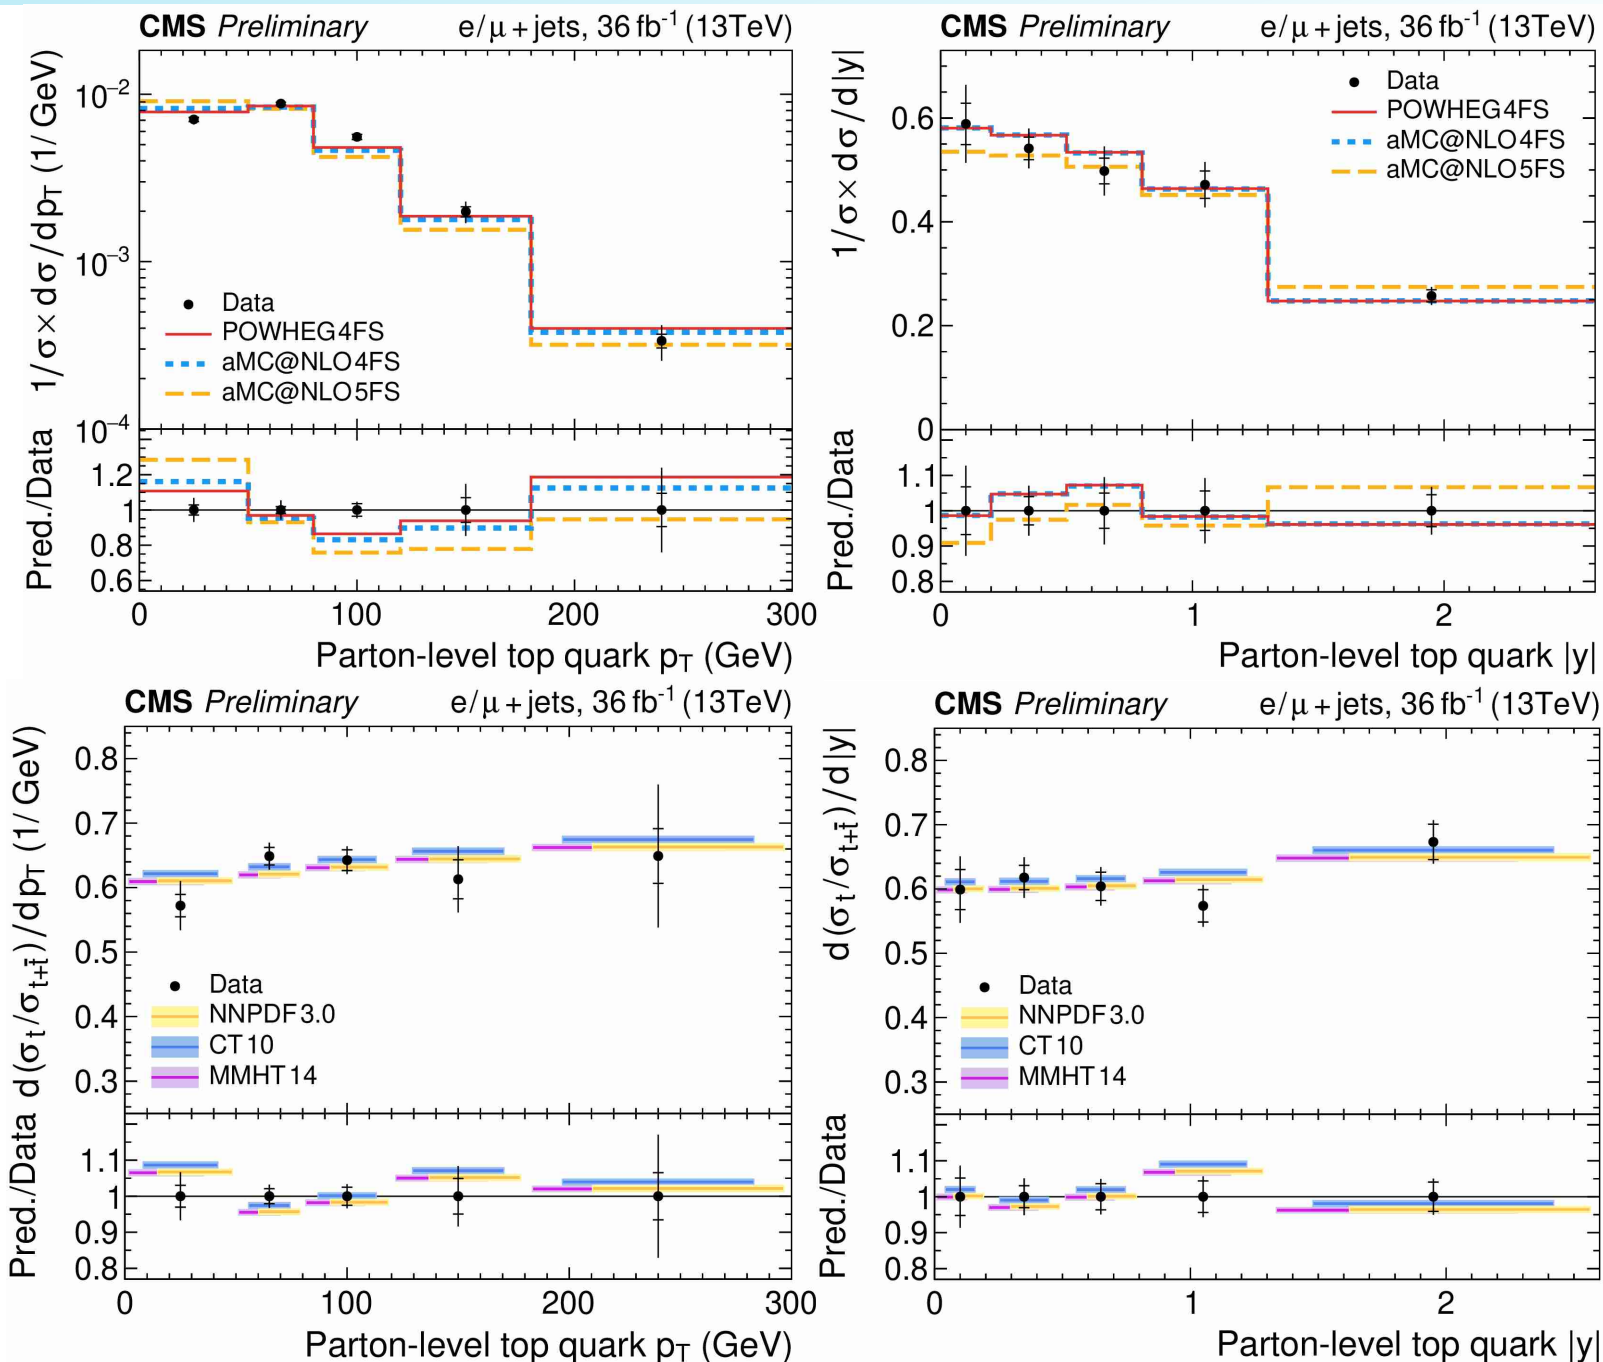 CMS Preliminary e/μ + jets, 36 fb⁻¹ (13TeV)
1/σ × dσ/dp_T (1/GeV)
10⁻²
10⁻³
10⁻⁴
Data
POWHEG4FS
aMC@NLO4FS
aMC@NLO5FS
Pred./Data
1.2
1
0.8
0.6
0 100 200 300
Parton-level top quark p_T (GeV)
CMS Preliminary e/μ + jets, 36 fb⁻¹ (13TeV)
1/σ × dσ/d|y|
0.6
0.4
0.2
0
Data
POWHEG4FS
aMC@NLO4FS
aMC@NLO5FS
Pred./Data
1.1
1
0.9
0.8
0 1 2
Parton-level top quark |y|
CMS Preliminary e/μ + jets, 36 fb⁻¹ (13TeV)
d(σ_t/σ_{t+t̄})/dp_T (1/GeV)
0.8
0.7
0.6
0.5
0.4
0.3
Data
NNPDF3.0
CT10
MMHT14
Pred./Data
1.1
1
0.9
0.8
0 100 200 300
Parton-level top quark p_T (GeV)
CMS Preliminary e/μ + jets, 36 fb⁻¹ (13TeV)
d(σ_t/σ_{t+t̄})/d|y|
0.8
0.7
0.6
0.5
0.4
0.3
Data
NNPDF3.0
CT10
MMHT14
Pred./Data
1.1
1
0.9
0.8
0 1 2
Parton-level top quark |y|